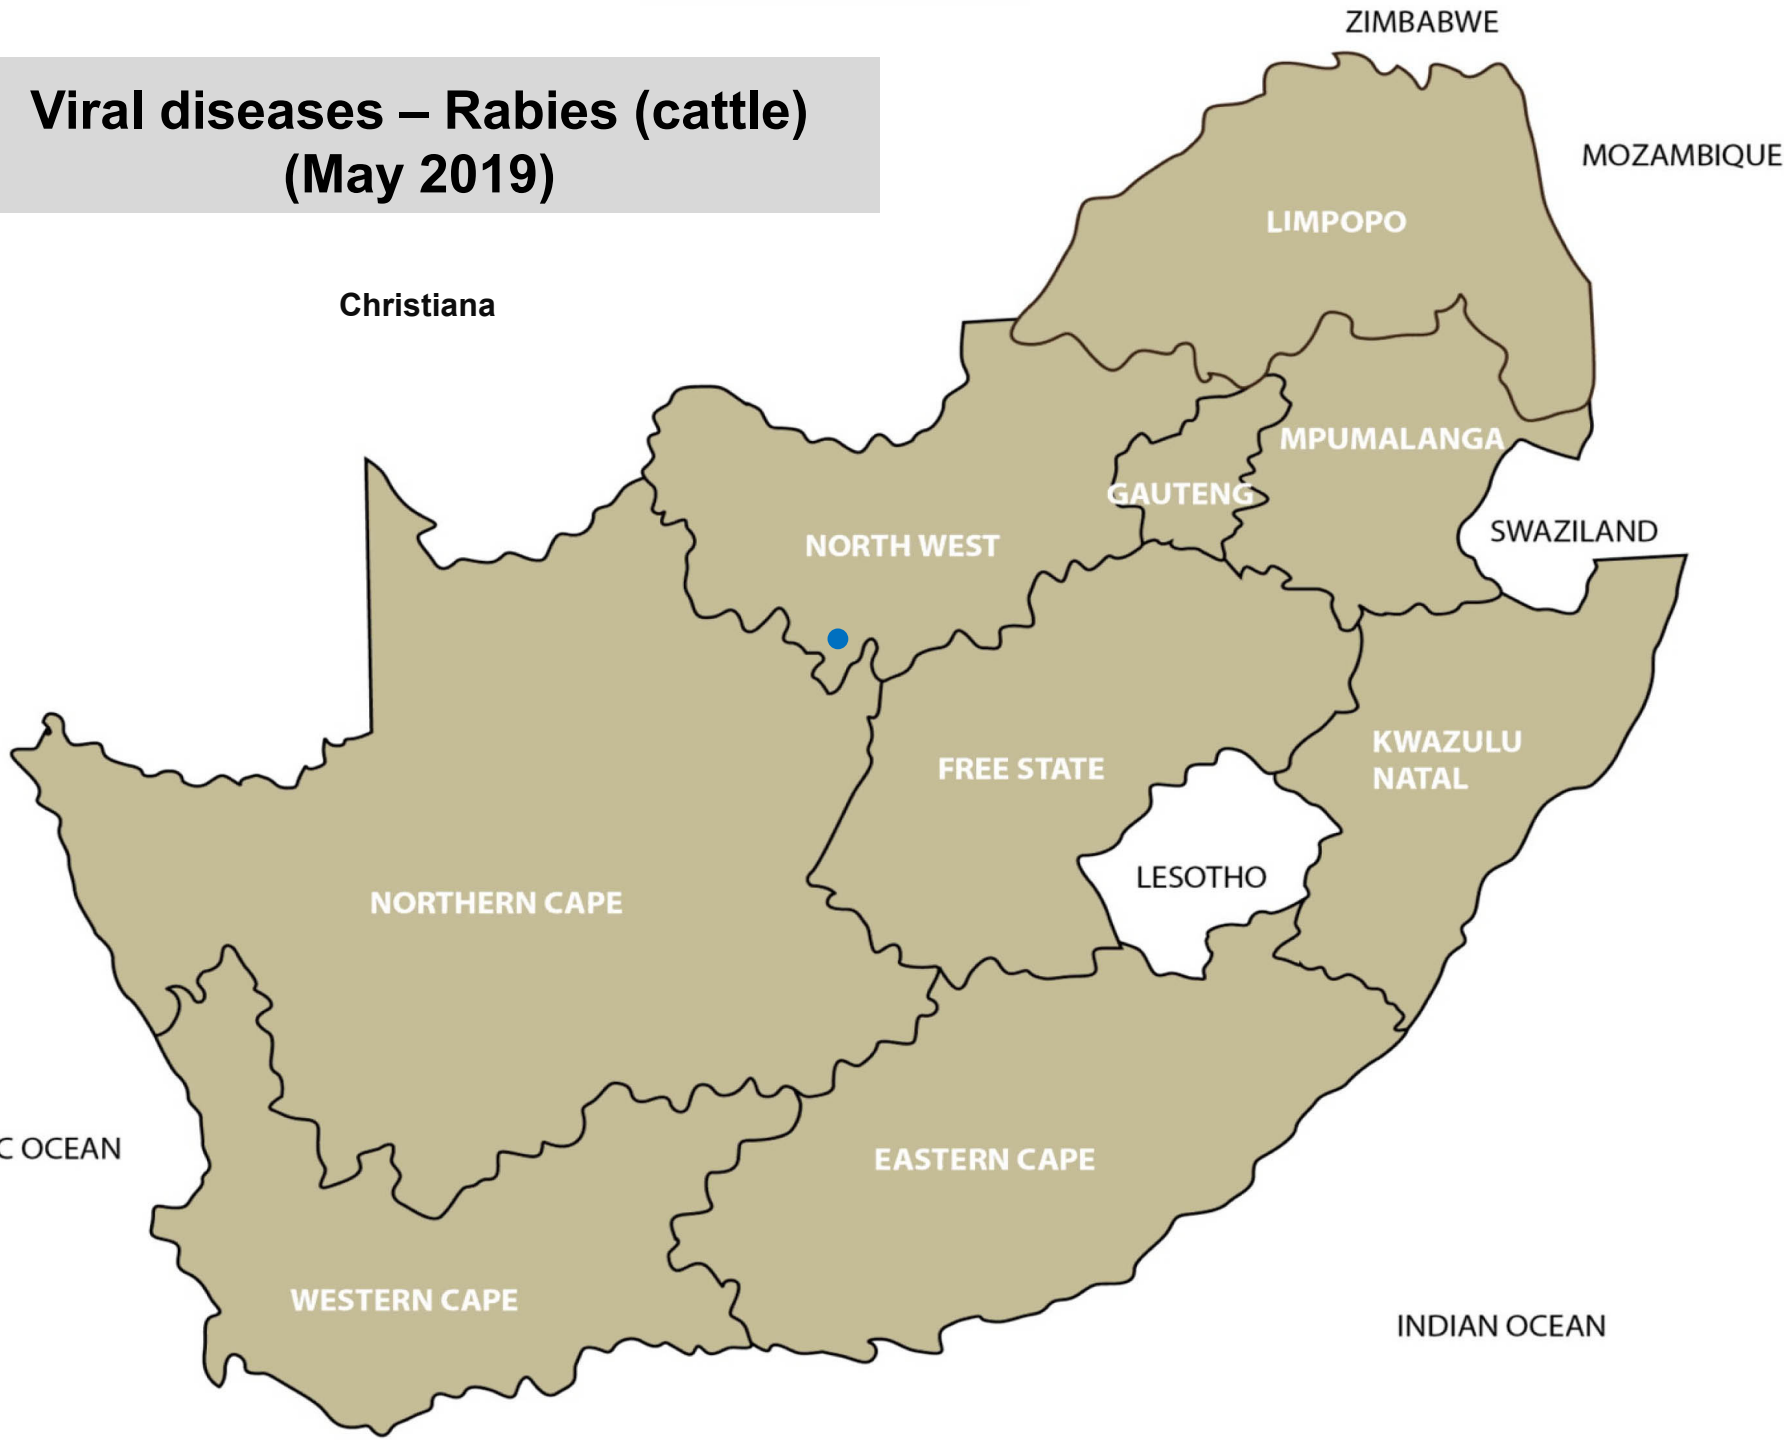 ZIMBABWE
Viral diseases – Rabies (cattle)
(May 2019)
MOZAMBIQUE
LIMPOPO
Christiana
MPUMALANGA
GAUTENG
SWAZILAND
NORTH WEST
KWAZULU
NATAL
FREE STATE
LESOTHO
NORTHERN CAPE
C OCEAN
EASTERN CAPE
WESTERN CAPE
INDIAN OCEAN